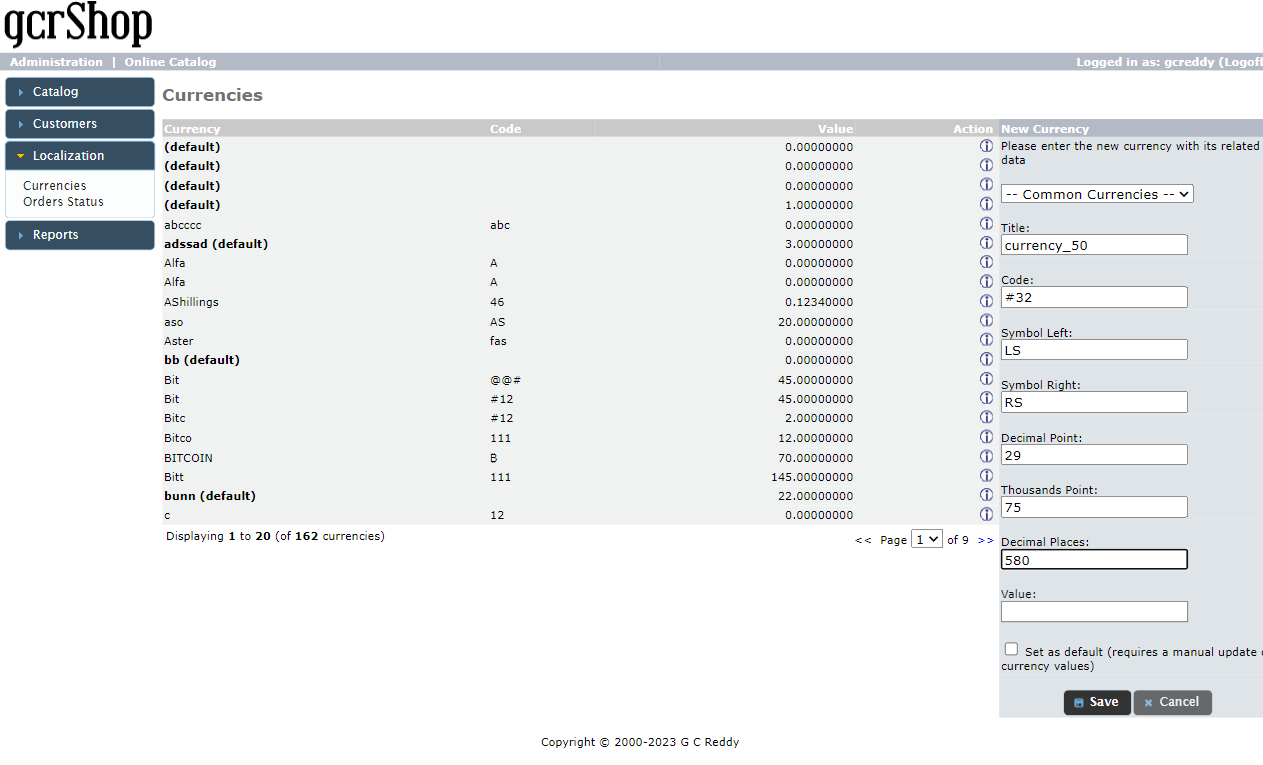 gcrShop
Administration | Online Catalog
Logged in as: gcreddy (Logoff
Catalog
Customers
Localization
Currencies
Orders Status
Reports
Currencies
Currency Code Value Action
(default) 0.00000000
(default) 0.00000000
(default) 0.00000000
(default) 1.00000000
abcccc abc 0.00000000
adssad (default) 3.00000000
Alfa A 0.00000000
Alfa A 0.00000000
AShillings 46 0.12340000
aso AS 20.00000000
Aster fas 0.00000000
bb (default) 0.00000000
Bit @@# 45.00000000
Bit #12 45.00000000
Bitc #12 2.00000000
Bitco 111 12.00000000
BITCOIN ₿ 70.00000000
Bitt 111 145.00000000
bunn (default) 22.00000000
c 12 0.00000000
Displaying 1 to 20 (of 162 currencies)
<< Page 1 of 9 >>
New Currency
Please enter the new currency with its related
data
-- Common Currencies --
Title:
currency_50
Code:
#32
Symbol Left:
LS
Symbol Right:
RS
Decimal Point:
29
Thousands Point:
75
Decimal Places:
580
Value:
Set as default (requires a manual update
currency values)
Save Cancel
Copyright © 2000-2023 G C Reddy